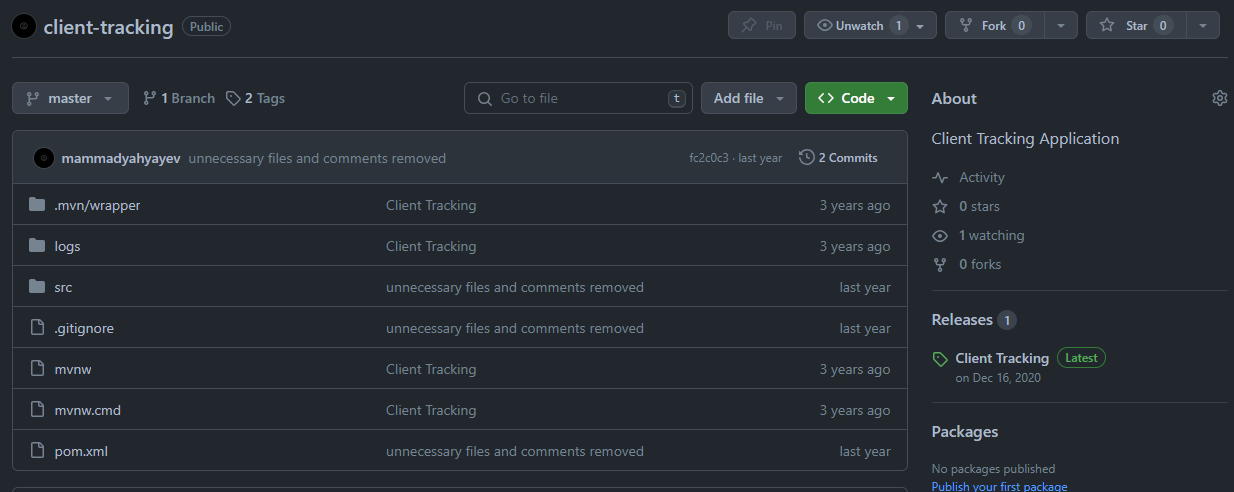 client-tracking Public Pin Unwatch 1 Fork 0 Star 0
master 1 Branch 2 Tags Go to file t Add file Code
mammadyahyayev unnecessary files and comments removed fc2c0c3 · last year 2 Commits
.mvn/wrapper Client Tracking 3 years ago
logs Client Tracking 3 years ago
src unnecessary files and comments removed last year
.gitignore unnecessary files and comments removed last year
mvnw Client Tracking 3 years ago
mvnw.cmd Client Tracking 3 years ago
pom.xml unnecessary files and comments removed last year
About
Client Tracking Application
Activity
0 stars
1 watching
0 forks
Releases 1
Client Tracking Latest
on Dec 16, 2020
Packages
No packages published
Publish your first package